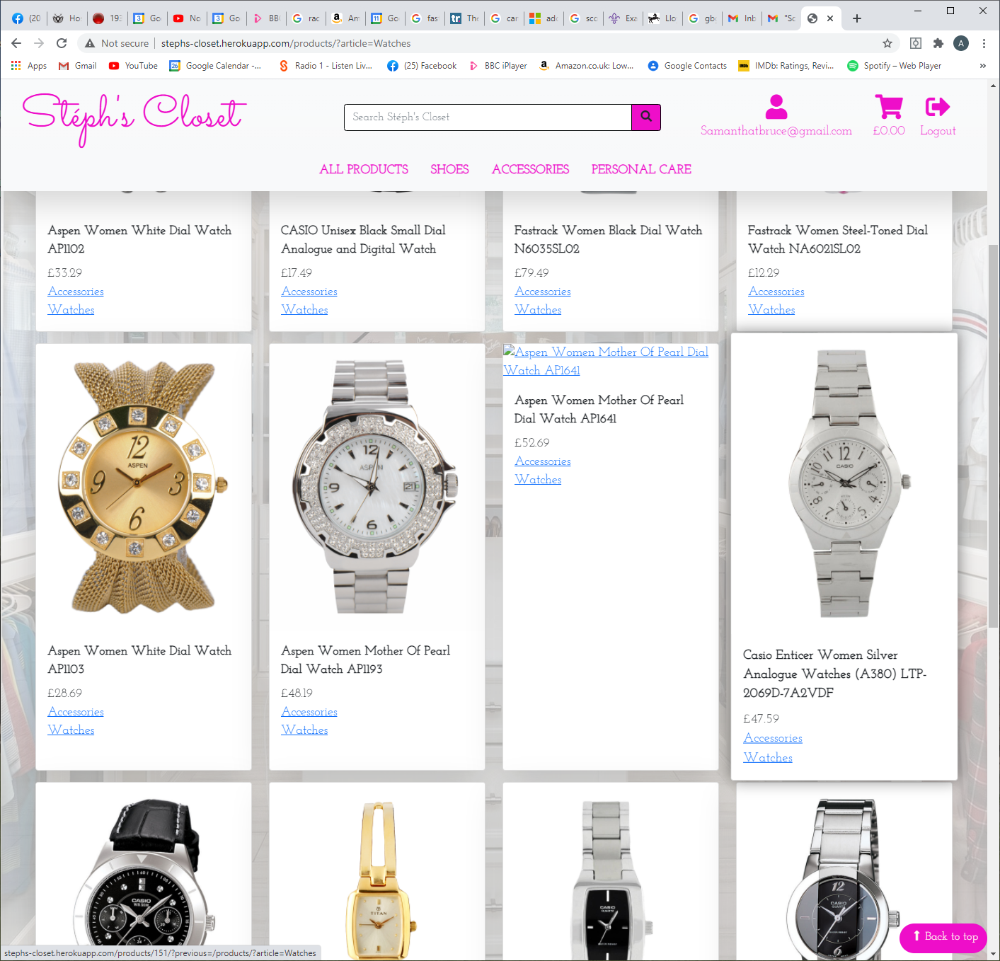 (20
Ho
193
Go
No
Go
BBC
rac
Am
Go
fas
The
car
ado
sco
Exa
Llo
gb
Inb
"Sc
Not secure
stephs-closet.herokuapp.com/products/?article=Watches
A
Apps
Gmail
YouTube
Google Calendar -...
Radio 1 - Listen Liv...
(25) Facebook
BBC iPlayer
Amazon.co.uk: Low...
Google Contacts
IMDb: Ratings, Revi...
Spotify – Web Player
»
Stéph's Closet
Search Stéph's Closet
Samanthatbruce@gmail.com
£0.00
Logout
ALL PRODUCTS
SHOES
ACCESSORIES
PERSONAL CARE
Aspen Women White Dial Watch
AP1102
£33.29
Accessories
Watches
CASIO Unisex Black Small Dial
Analogue and Digital Watch
£17.49
Accessories
Watches
Fastrack Women Black Dial Watch
N6035SL02
£79.49
Accessories
Watches
Fastrack Women Steel-Toned Dial
Watch NA6021SL02
£12.29
Accessories
Watches
12
ASPEN
9
3
6
Aspen Women White Dial Watch
AP1103
£28.69
Accessories
Watches
12
ASPEN
9
21
6
Aspen Women Mother Of Pearl
Dial Watch AP1193
£48.19
Accessories
Watches
Aspen Women Mother Of Pearl Dial
Watch AP1641
Aspen Women Mother Of Pearl
Dial Watch AP1641
£52.69
Accessories
Watches
CASIO
Casio Enticer Women Silver
Analogue Watches (A380) LTP-
2069D-7A2VDF
£47.59
Accessories
Watches
CASIO
WR50M
TITAN
CASIO
QUARTZ
WATER RESIST
12
CASIO
QUARTZ
Back to top
stephs-closet.herokuapp.com/products/151/?previous=/products/?article=Watches